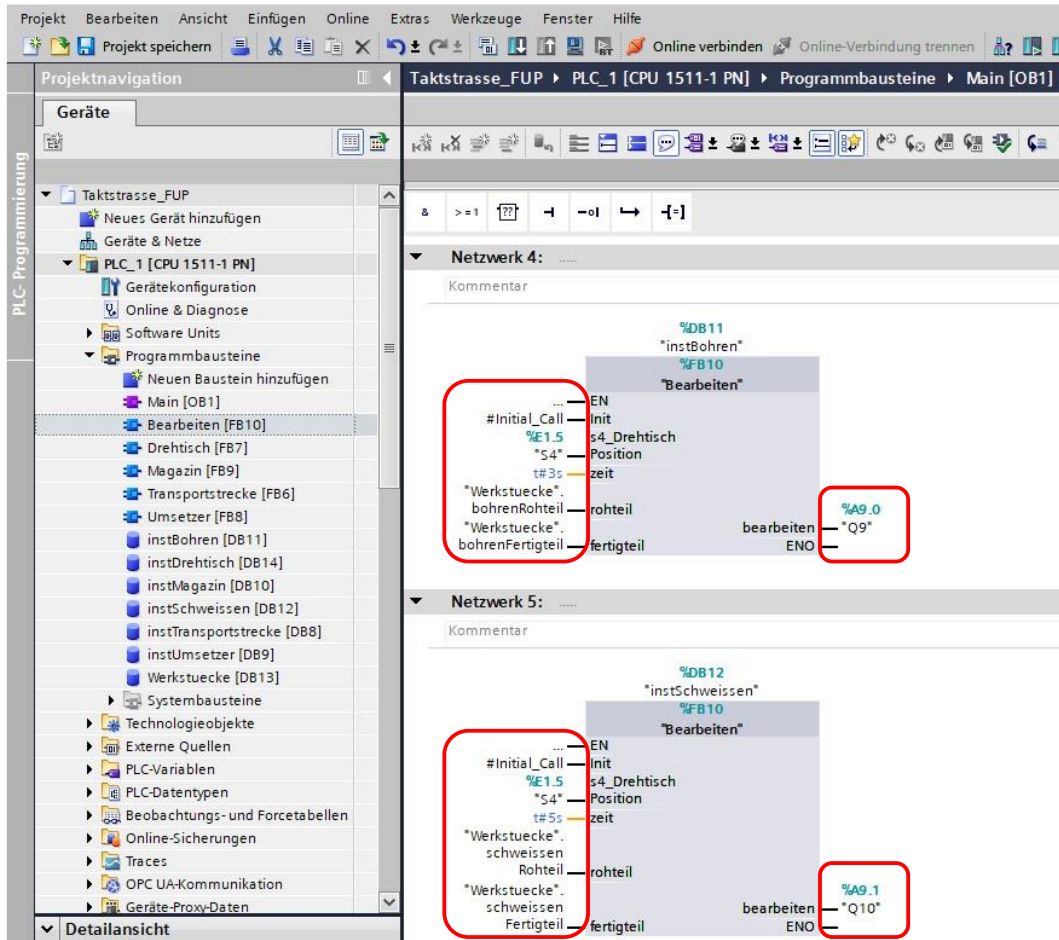 Projekt Bearbeiten Ansicht Einfügen Online Extras Werkzeuge Fenster Hilfe
Projekt speichern Online verbinden Online-Verbindung trennen
Projektnavigation
Taktstrasse_FUP PLC_1 [CPU 1511-1 PN] Programmbausteine Main [OB1]
Geräte
PLC- Programmierung
Taktstrasse_FUP
Neues Gerät hinzufügen
Geräte & Netze
PLC_1 [CPU 1511-1 PN]
Gerätekonfiguration
Online & Diagnose
Software Units
Programmbausteine
Neuen Baustein hinzufügen
Main [OB1]
Bearbeiten [FB10]
Drehtisch [FB7]
Magazin [FB9]
Transportstrecke [FB6]
Umsetzer [FB8]
instBohren [DB11]
instDrehtisch [DB14]
instMagazin [DB10]
instSchweissen [DB12]
instTransportstrecke [DB8]
instUmsetzer [DB9]
Werkstuecke [DB13]
Systembausteine
Technologieobjekte
Externe Quellen
PLC-Variablen
PLC-Datentypen
Beobachtungs- und Forcetabellen
Online-Sicherungen
Traces
OPC UA-Kommunikation
Geräte-Proxy-Daten
Detailansicht
& >=1 ??
Netzwerk 4: .....
Kommentar
%DB11
"instBohren"
%FB10
"Bearbeiten"
... EN
#Initial_Call Init
%E1.5 s4_Drehtisch
"S4" Position
t#3s zeit
"Werkstuecke".
bohrenRohteil rohteil %A9.0
"Werkstuecke". bearbeiten "Q9"
bohrenFertigteil fertigteil ENO
Netzwerk 5: .....
Kommentar
%DB12
"instSchweissen"
%FB10
"Bearbeiten"
... EN
#Initial_Call Init
%E1.5 s4_Drehtisch
"S4" Position
t#5s zeit
"Werkstuecke".
schweissen
Rohteil rohteil
"Werkstuecke". %A9.1
schweissen bearbeiten "Q10"
Fertigteil fertigteil ENO